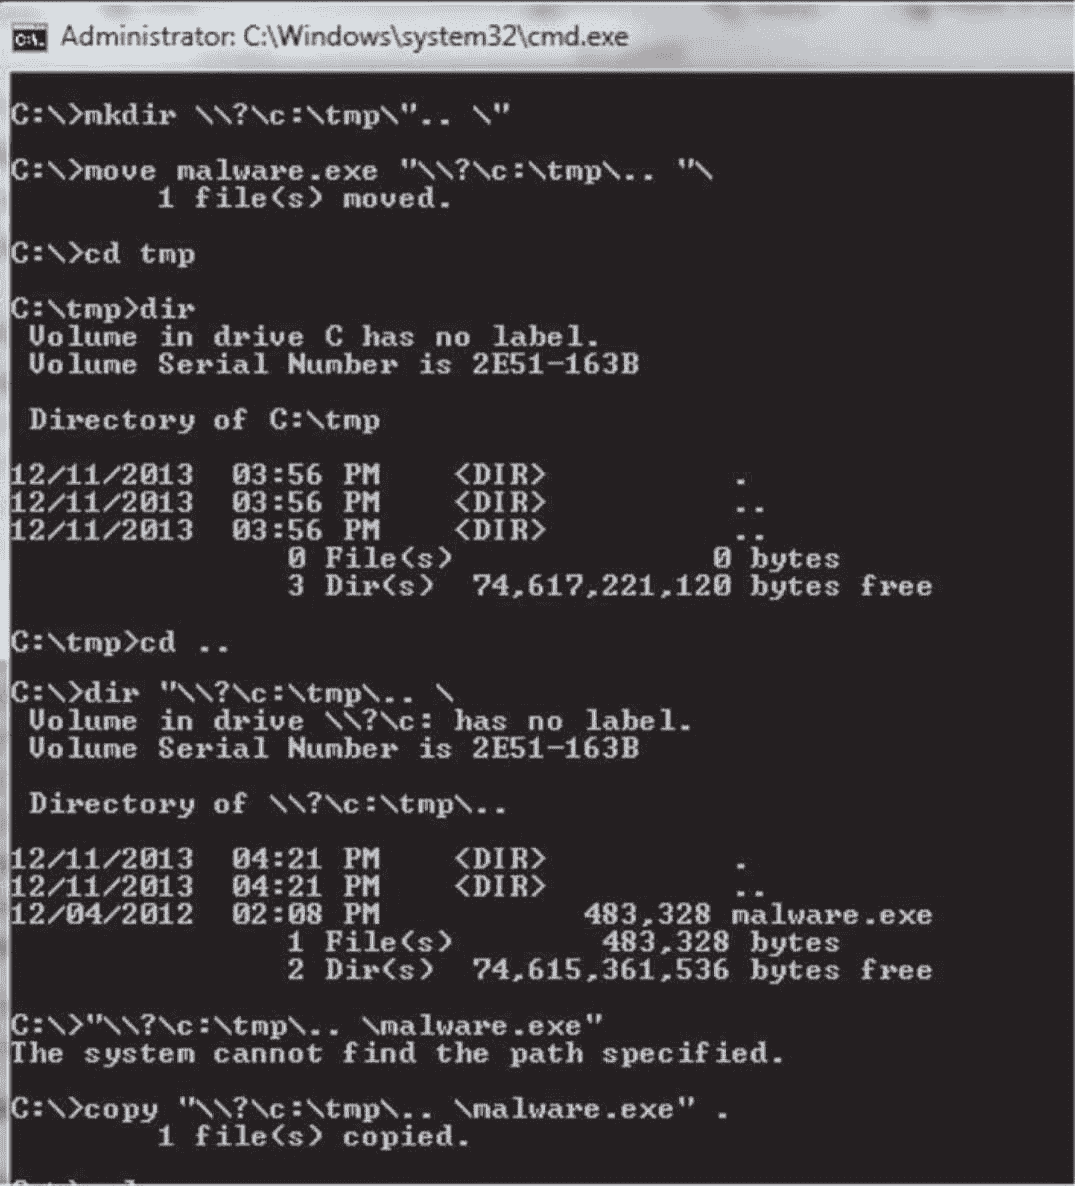 Administrator: C:\Windows\system32\cmd.exe
C:\>mkdir \\?\c:\tmp\".. \"
C:\>move malware.exe "\\?\c:\tmp\.. "\
1 file(s) moved.
C:\>cd tmp
C:\tmp>dir
Volume in drive C has no label.
Volume Serial Number is 2E51-163B
Directory of C:\tmp
12/11/2013 03:56 PM <DIR> .
12/11/2013 03:56 PM <DIR> ..
12/11/2013 03:56 PM <DIR> ..
0 File(s) 0 bytes
3 Dir(s) 74,617,221,120 bytes free
C:\tmp>cd ..
C:\>dir "\\?\c:\tmp\.. \
Volume in drive \\?\c: has no label.
Volume Serial Number is 2E51-163B
Directory of \\?\c:\tmp\..
12/11/2013 04:21 PM <DIR> .
12/11/2013 04:21 PM <DIR> ..
12/04/2012 02:08 PM 483,328 malware.exe
1 File(s) 483,328 bytes
2 Dir(s) 74,615,361,536 bytes free
C:\>"\\?\c:\tmp\.. \malware.exe"
The system cannot find the path specified.
C:\>copy "\\?\c:\tmp\.. \malware.exe" .
1 file(s) copied.